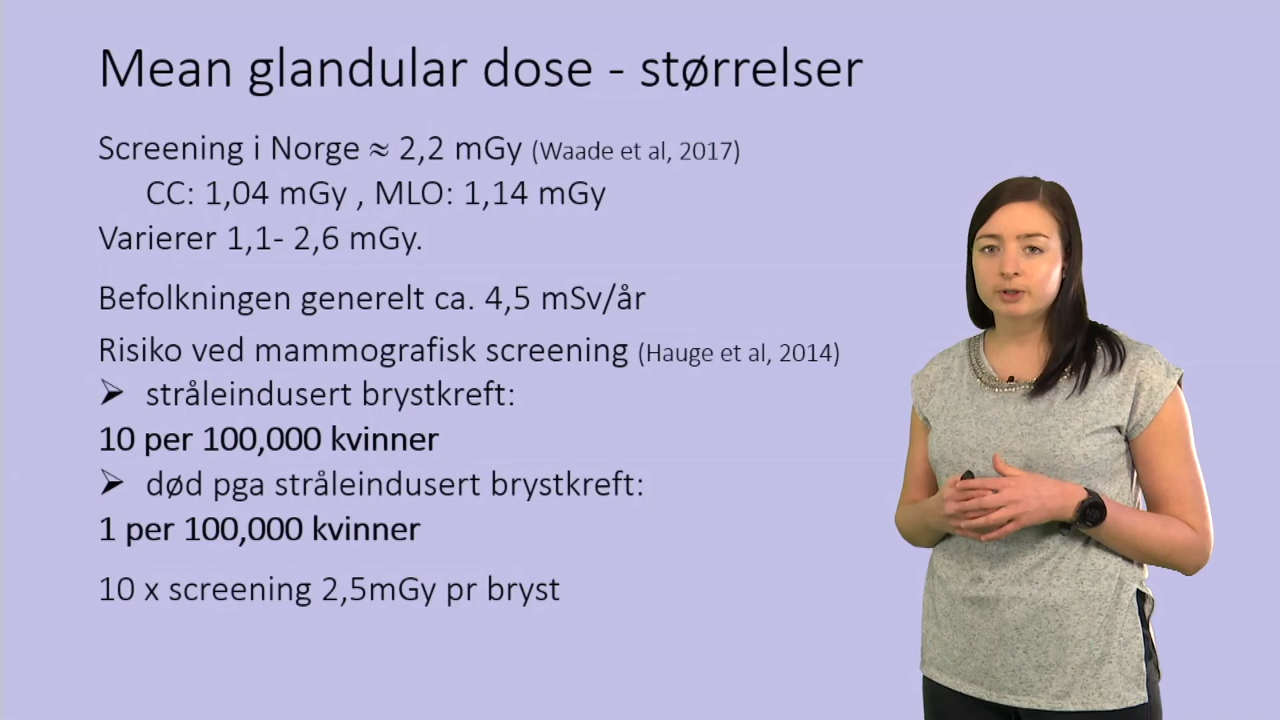 Mean glandular dose - størrelser
Screening i Norge ≈ 2,2 mGy (Waade et al, 2017)
CC: 1,04 mGy , MLO: 1,14 mGy
Varierer 1,1- 2,6 mGy.
Befolkningen generelt ca. 4,5 mSv/år
Risiko ved mammografisk screening (Hauge et al, 2014)
➢ stråleindusert brystkreft:
10 per 100,000 kvinner
➢ død pga stråleindusert brystkreft:
1 per 100,000 kvinner
10 x screening 2,5mGy pr bryst